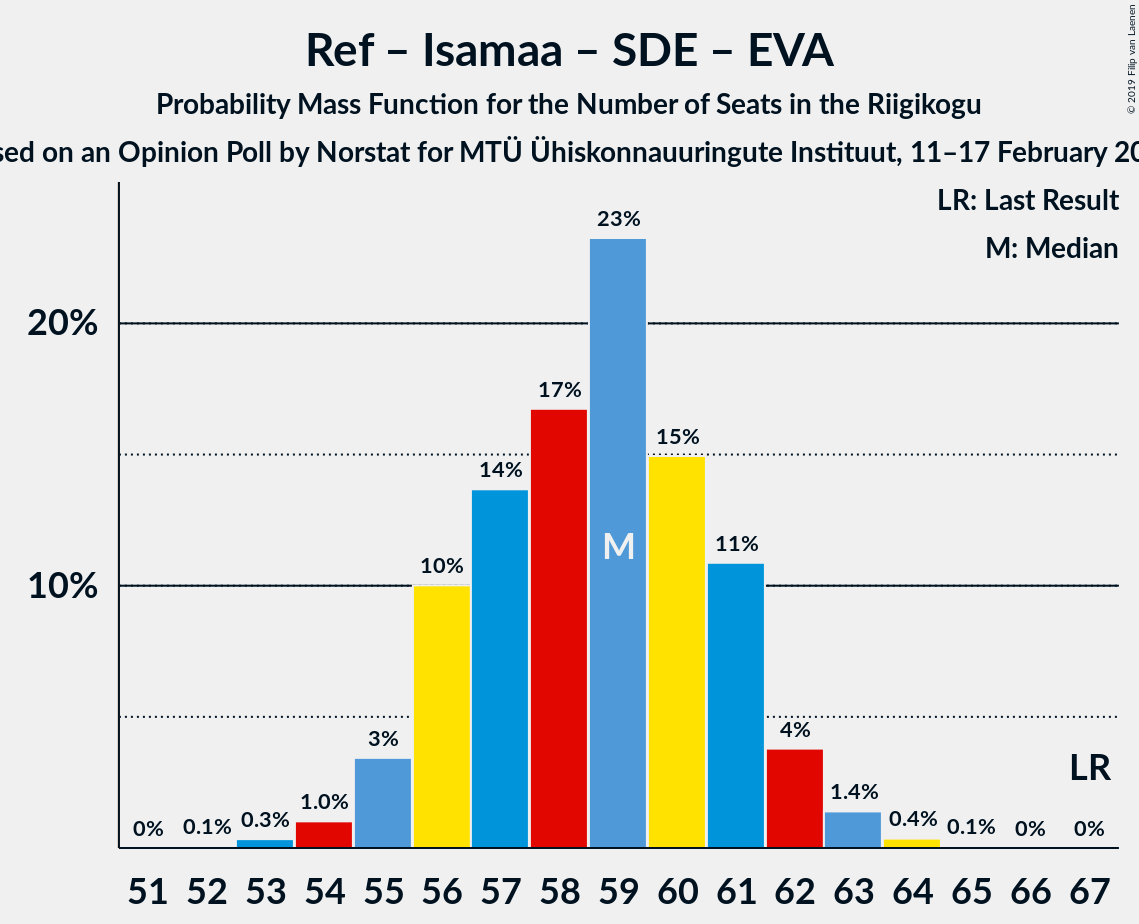 Ref – Isamaa – SDE – EVA
Probability Mass Function for the Number of Seats in the Riigikogu
on an Opinion Poll by Norstat for MTÜ Ühiskonnauuringute Instituut, 11–17 February
© 2019 Filip van Laenen
LR: Last Result
M: Median
23%
20%
17%
15%
14%
M
11%
10%
10%
4%
3%
LR
1.4%
1.0%
0.3%
0.4%
0% 0.1% 0.1% 0% 0%
51 52 53 54 55 56 57 58 59 60 61 62 63 64 65 66 67